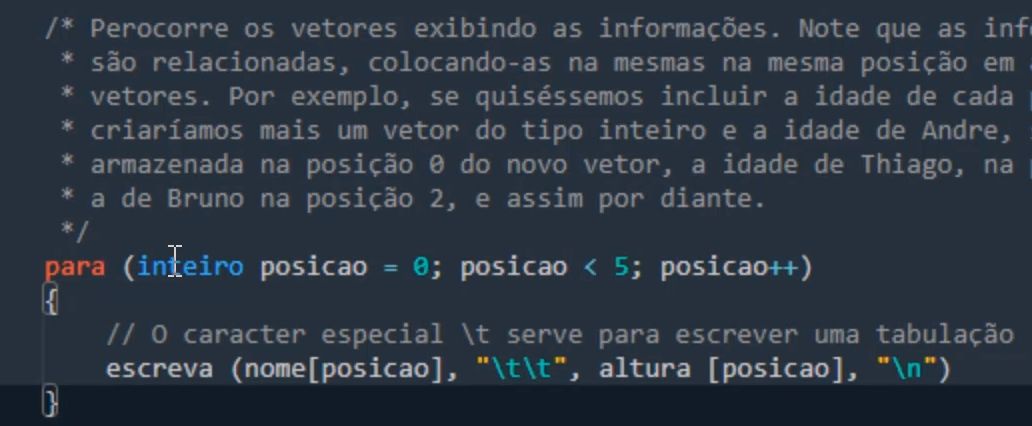 /* Perocorre os vetores exibindo as informações. Note que as inf
* são relacionadas, colocando-as na mesmas na mesma posição em
* vetores. Por exemplo, se quiséssemos incluir a idade de cada
* criaríamos mais um vetor do tipo inteiro e a idade de Andre,
* armazenada na posição 0 do novo vetor, a idade de Thiago, na
* a de Bruno na posição 2, e assim por diante.
*/
para (inteiro posicao = 0; posicao < 5; posicao++)
{
// O caracter especial \t serve para escrever uma tabulação
escreva (nome[posicao], "\t\t", altura [posicao], "\n")
}